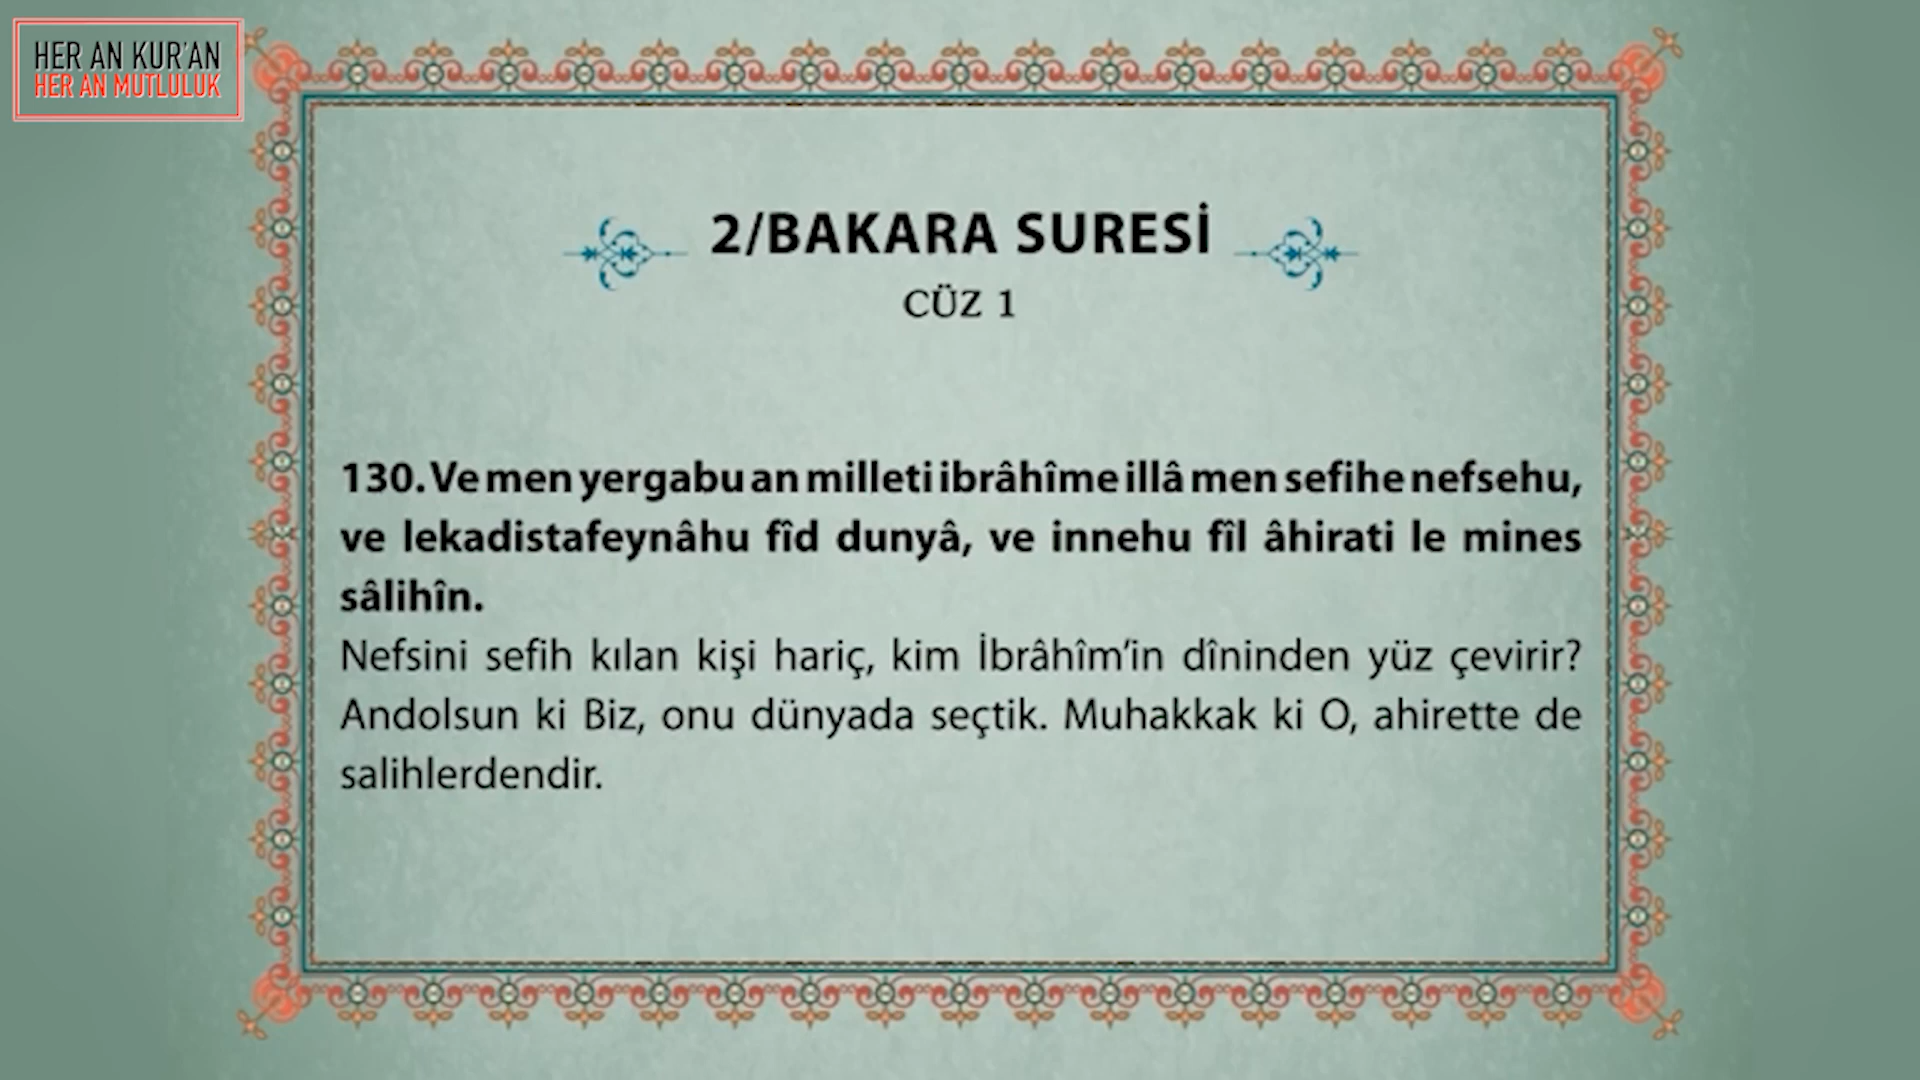 HER AN KUR'AN
HER AN MUTLULUK
2/BAKARA SURESİ
CÜZ 1
130. Ve men yergabu an milleti ibrâhîme illâ men sefihe nefsehu,
ve lekadistafeynâhu fîd dunyâ, ve innehu fîl âhirati le mines
sâlihîn.
Nefsini sefih kılan kişi hariç, kim İbrâhîm’in dîninden yüz çevirir?
Andolsun ki Biz, onu dünyada seçtik. Muhakkak ki O, ahirette de
salihlerdendir.